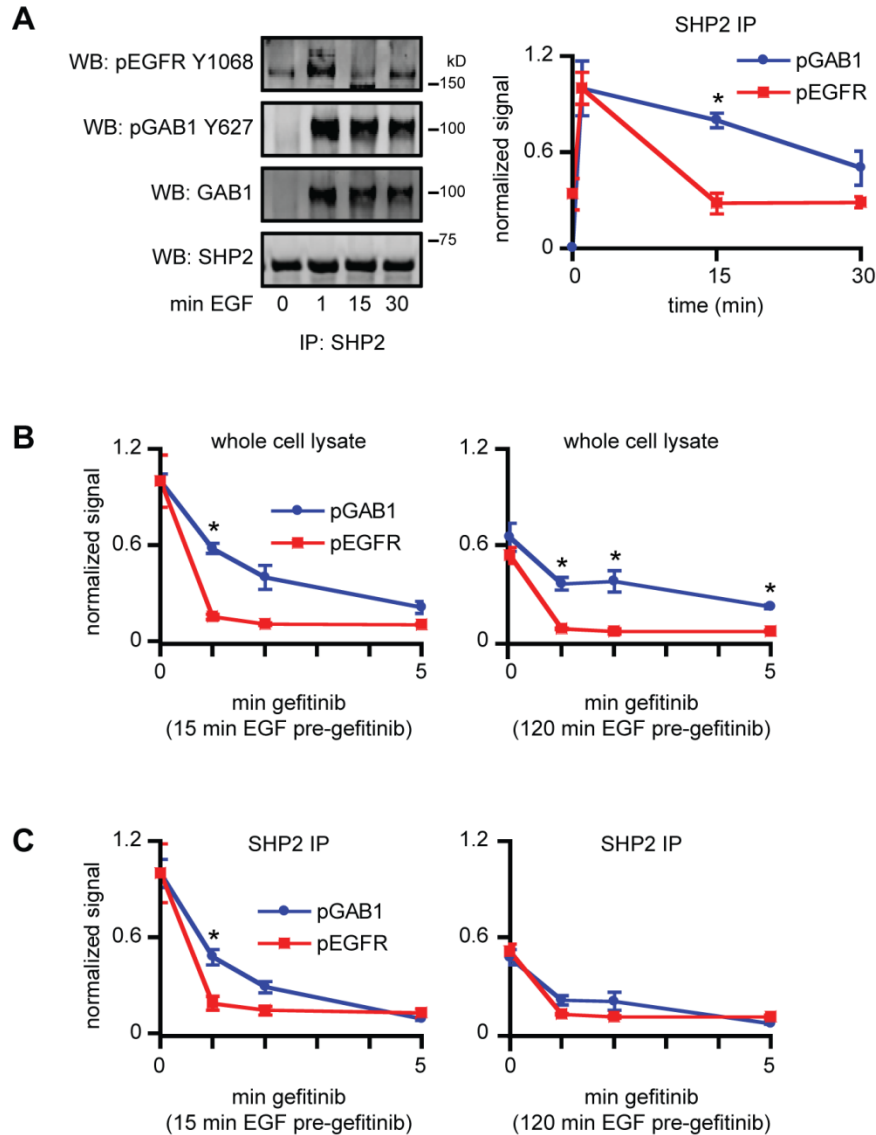 A
WB: pEGFR Y1068
kD
150
WB: pGAB1 Y627
100
WB: GAB1
100
75
WB: SHP2
min EGF 0 1 15 30
IP: SHP2
SHP2 IP
normalized signal
1.2
0.6
0
pGAB1
pEGFR
*
0 15 30
time (min)
B
whole cell lysate
normalized signal
1.2
0.6
0
pGAB1
pEGFR
*
0 5
min gefitinib
(15 min EGF pre-gefitinib)
whole cell lysate
1.2
0.6
0
* * *
0 5
min gefitinib
(120 min EGF pre-gefitinib)
C
SHP2 IP
normalized signal
1.2
0.6
0
pGAB1
pEGFR
*
0 5
min gefitinib
(15 min EGF pre-gefitinib)
SHP2 IP
1.2
0.6
0
0 5
min gefitinib
(120 min EGF pre-gefitinib)